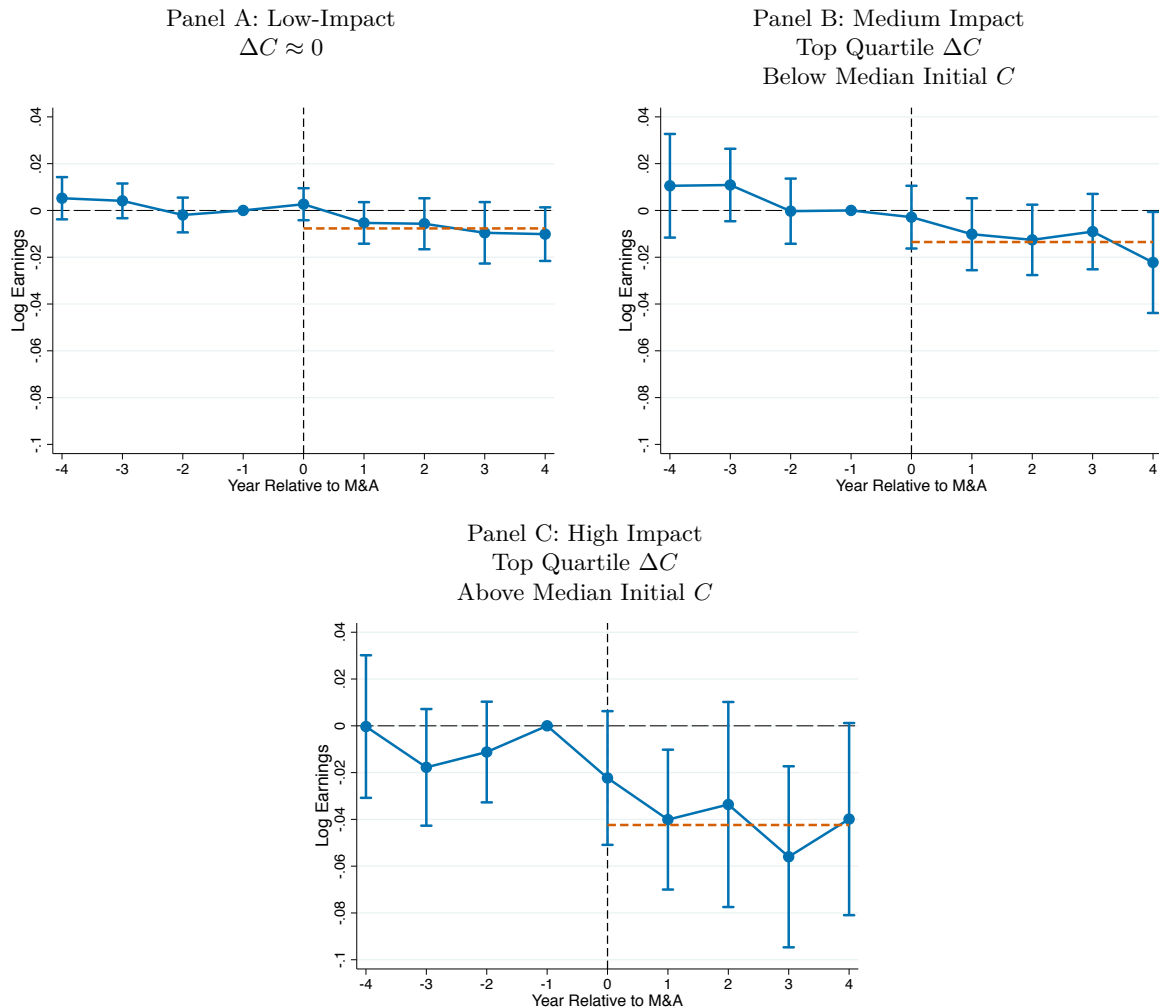 Panel A: Low-Impact
ΔC ≈ 0
.04
.02
0
-.02
-.04
-.06
-.08
-.1
Log Earnings
-4 -3 -2 -1 0 1 2 3 4
Year Relative to M&A
Panel B: Medium Impact
Top Quartile ΔC
Below Median Initial C
.04
.02
0
-.02
-.04
-.06
-.08
-.1
Log Earnings
-4 -3 -2 -1 0 1 2 3 4
Year Relative to M&A
Panel C: High Impact
Top Quartile ΔC
Above Median Initial C
.04
.02
0
-.02
-.04
-.06
-.08
-.1
Log Earnings
-4 -3 -2 -1 0 1 2 3 4
Year Relative to M&A